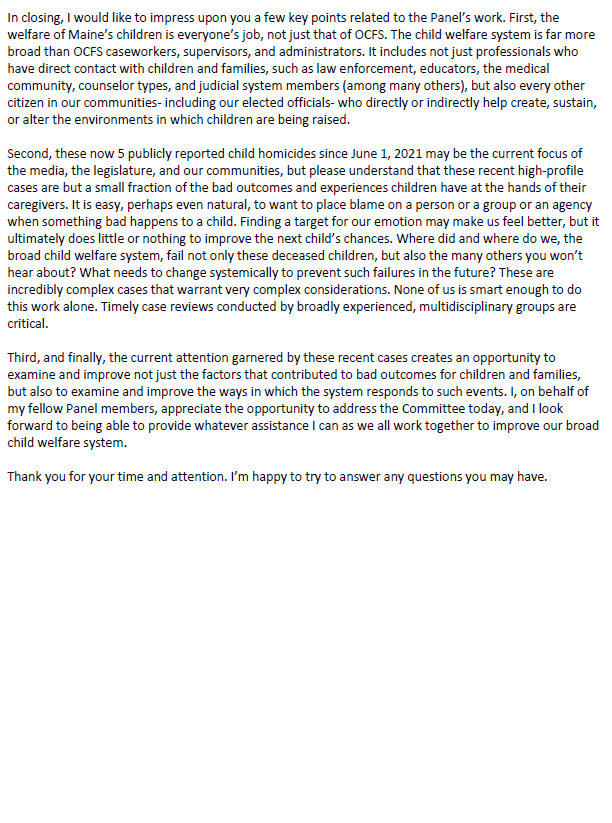 In closing, I would like to impress upon you a few key points related to the Panel's work. First, the
welfare of Maine's children is everyone's job, not just that of OCFS. The child welfare system is far more
broad than OCFS caseworkers, supervisors, and administrators. It includes not just professionals who
have direct contact with children and families, such as law enforcement, educators, the medical
community, counselor types, and judicial system members (among many others), but also every other
citizen in our communities- including our elected officials- who directly or indirectly help create, sustain,
or alter the environments in which children are being raised.
Second, these now 5 publicly reported child homicides since June 1, 2021 may be the current focus of
the media, the legislature, and our communities, but please understand that these recent high-profile
cases are but a small fraction of the bad outcomes and experiences children have at the hands of their
caregivers. It is easy, perhaps even natural, to want to place blame on a person or a group or an agency
when something bad happens to a child. Finding a target for our emotion may make us feel better, but it
ultimately does little or nothing to improve the next child's chances. Where did and where do we, the
broad child welfare system, fail not only these deceased children, but also the many others you won't
hear about? What needs to change systemically to prevent such failures in the future? These are
incredibly complex cases that warrant very complex considerations. None of us is smart enough to do
this work alone. Timely case reviews conducted by broadly experienced, multidisciplinary groups are
critical.
Third, and finally, the current attention garnered by these recent cases creates an opportunity to
examine and improve not just the factors that contributed to bad outcomes for children and families,
but also to examine and improve the ways in which the system responds to such events. I, on behalf of
my fellow Panel members, appreciate the opportunity to address the Committee today, and I look
forward to being able to provide whatever assistance I can as we all work together to improve our broad
child welfare system.
Thank you for your time and attention. I'm happy to try to answer any questions you may have.